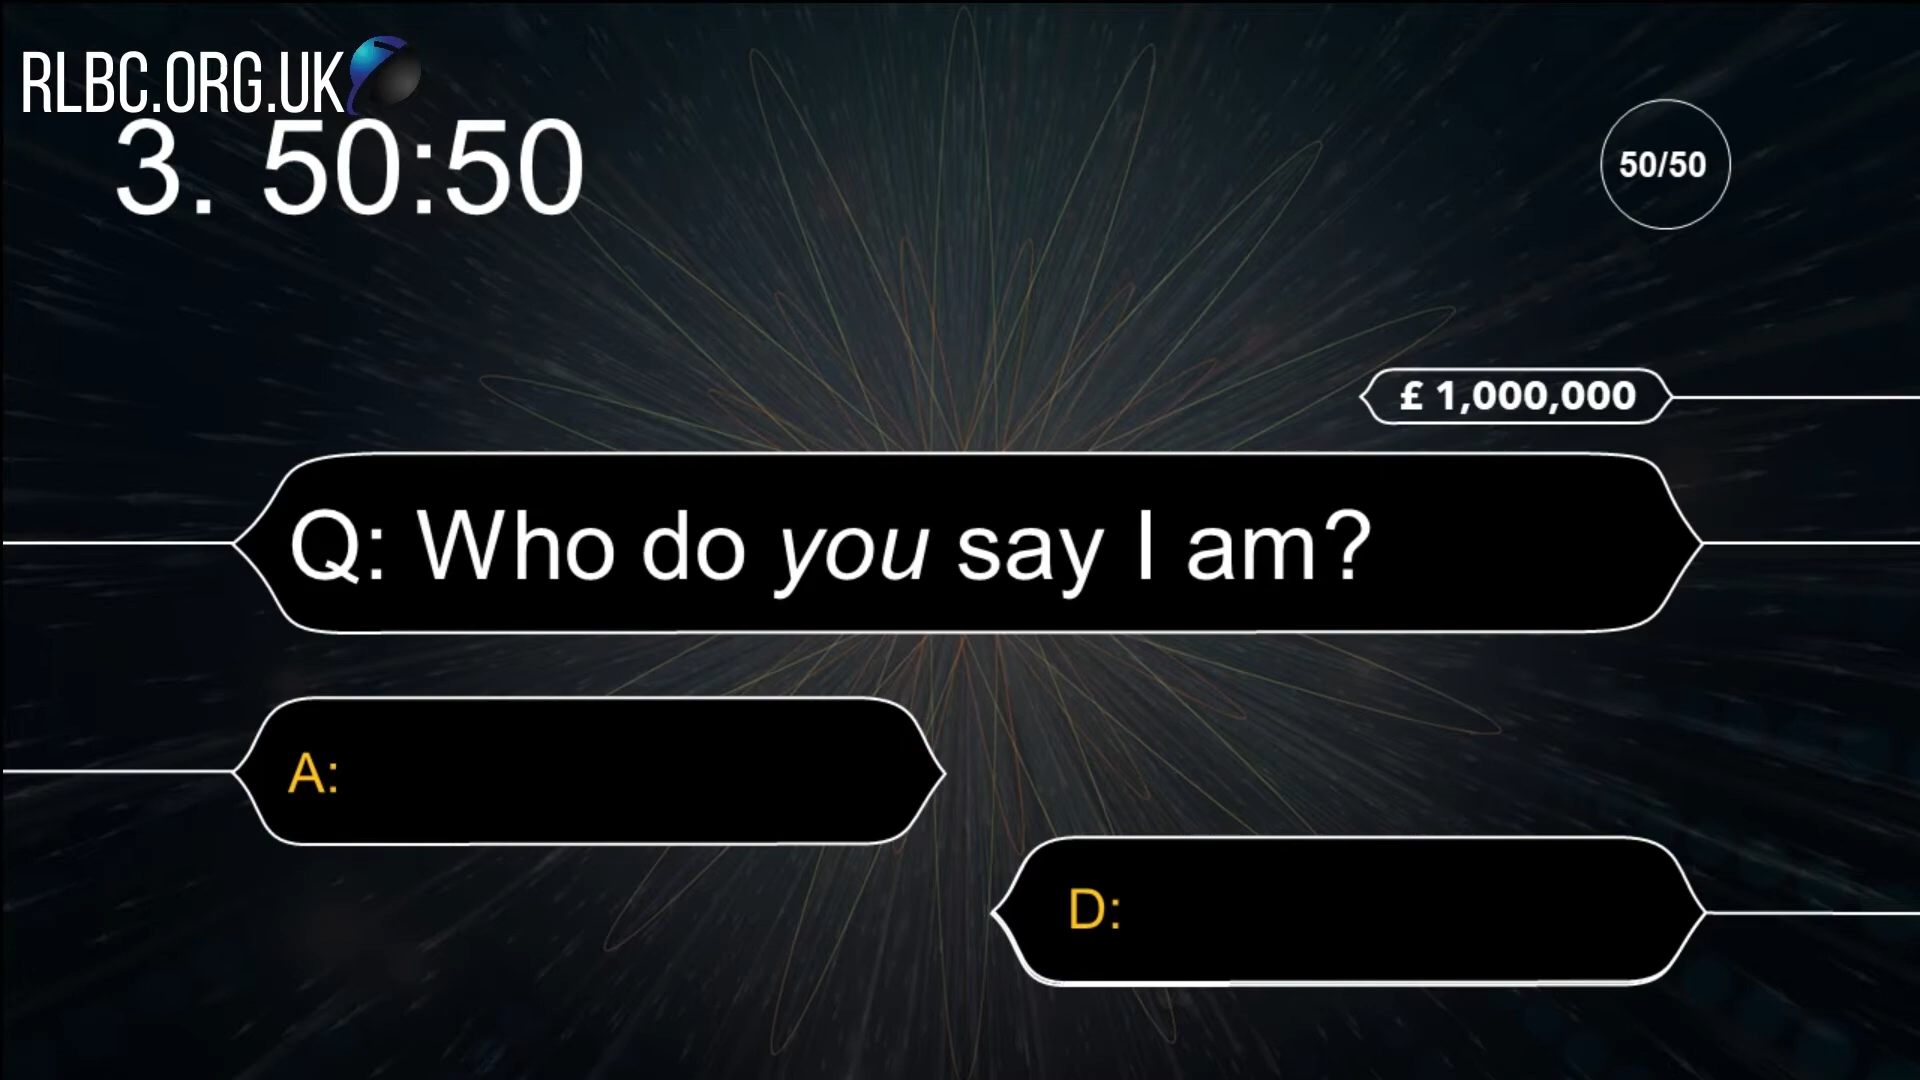 RLBC.ORG.UK
3. 50:50
50/50
£ 1,000,000
Q: Who do you say I am?
A:
D: